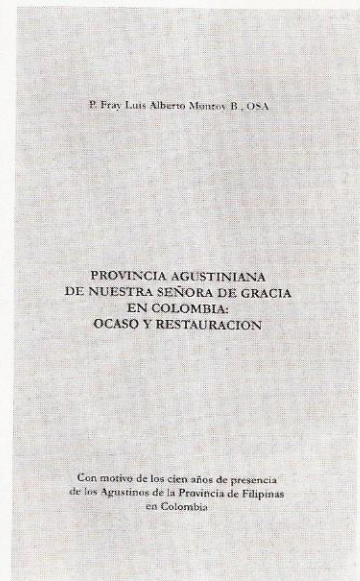 P. Fray Luis Alberto Monroy B., OSA
PROVINCIA AGUSTINIANA
DE NUESTRA SEÑORA DE GRACIA
EN COLOMBIA:
OCASO Y RESTAURACION
Con motivo de los cien años de presencia
de los Agustinos de la Provincia de Filipinas
en Colombia